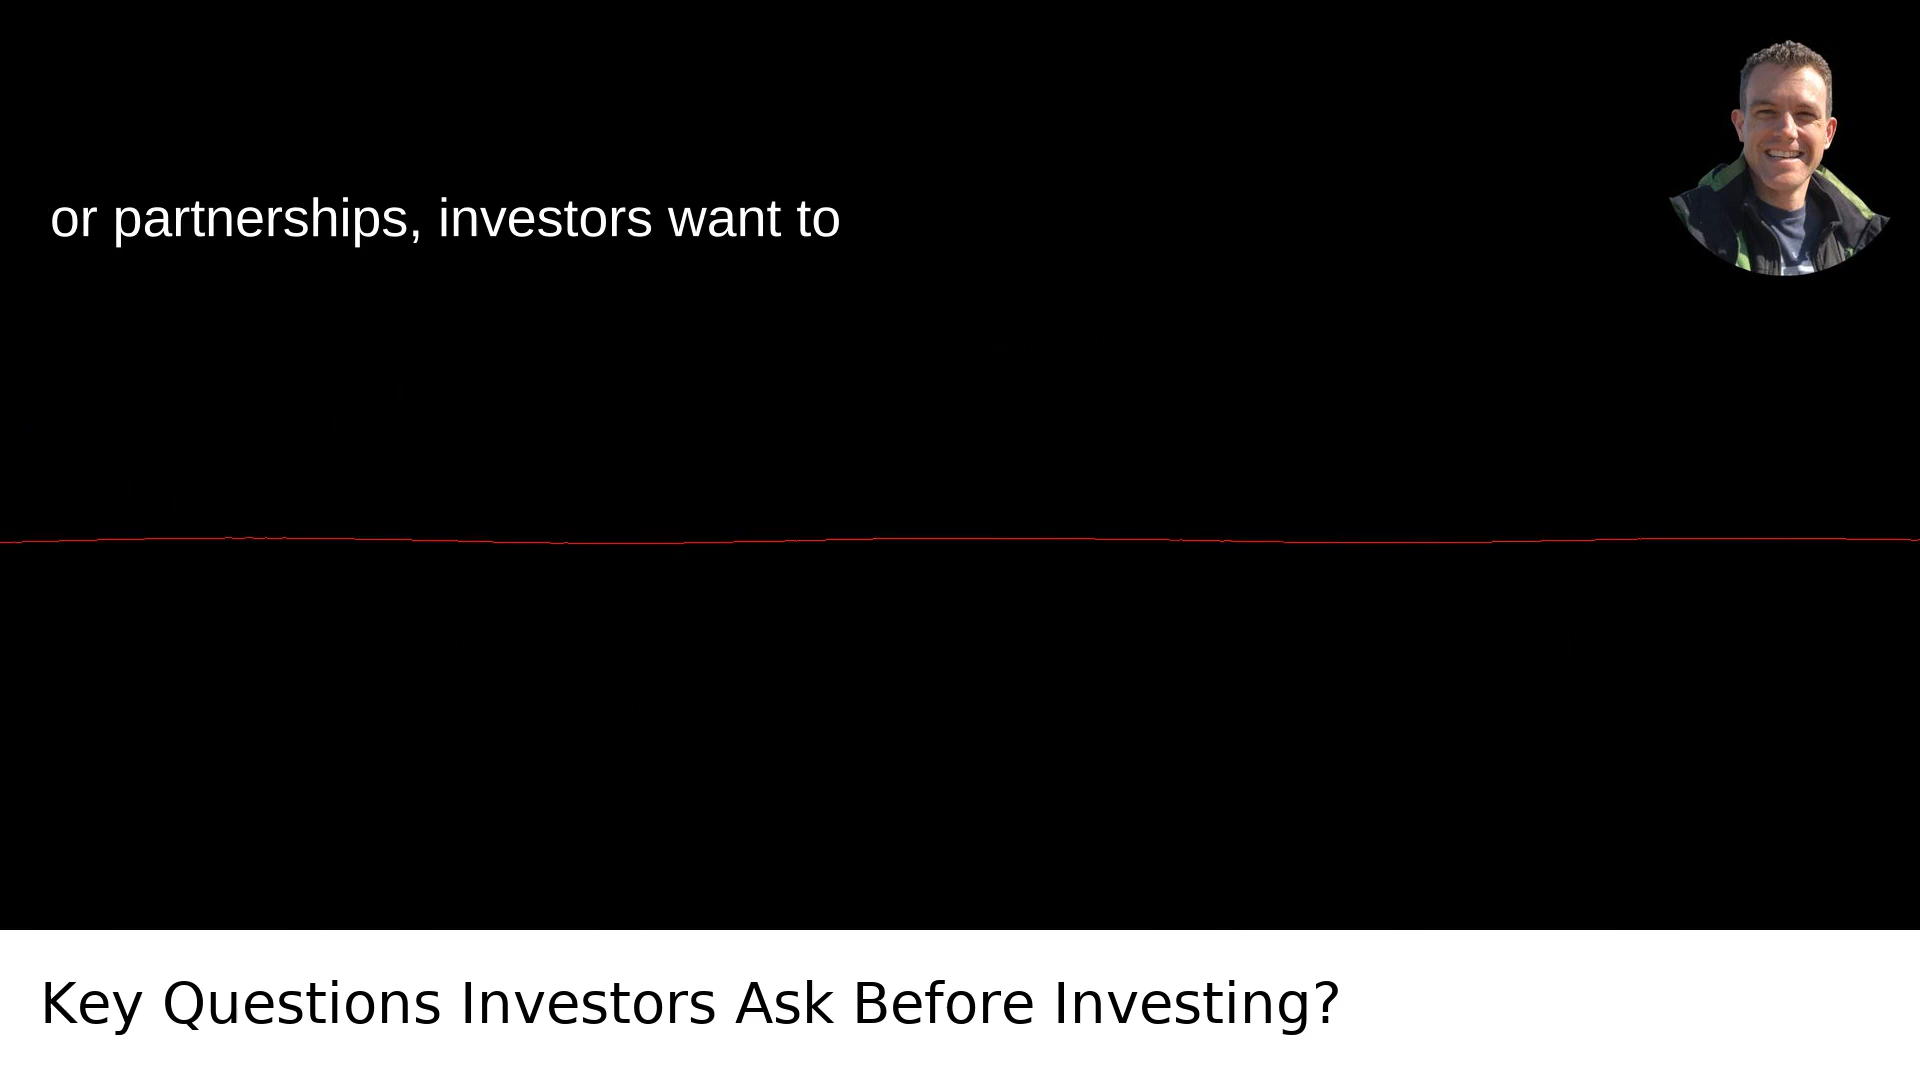 or partnerships, investors want to
Key Questions Investors Ask Before Investing?